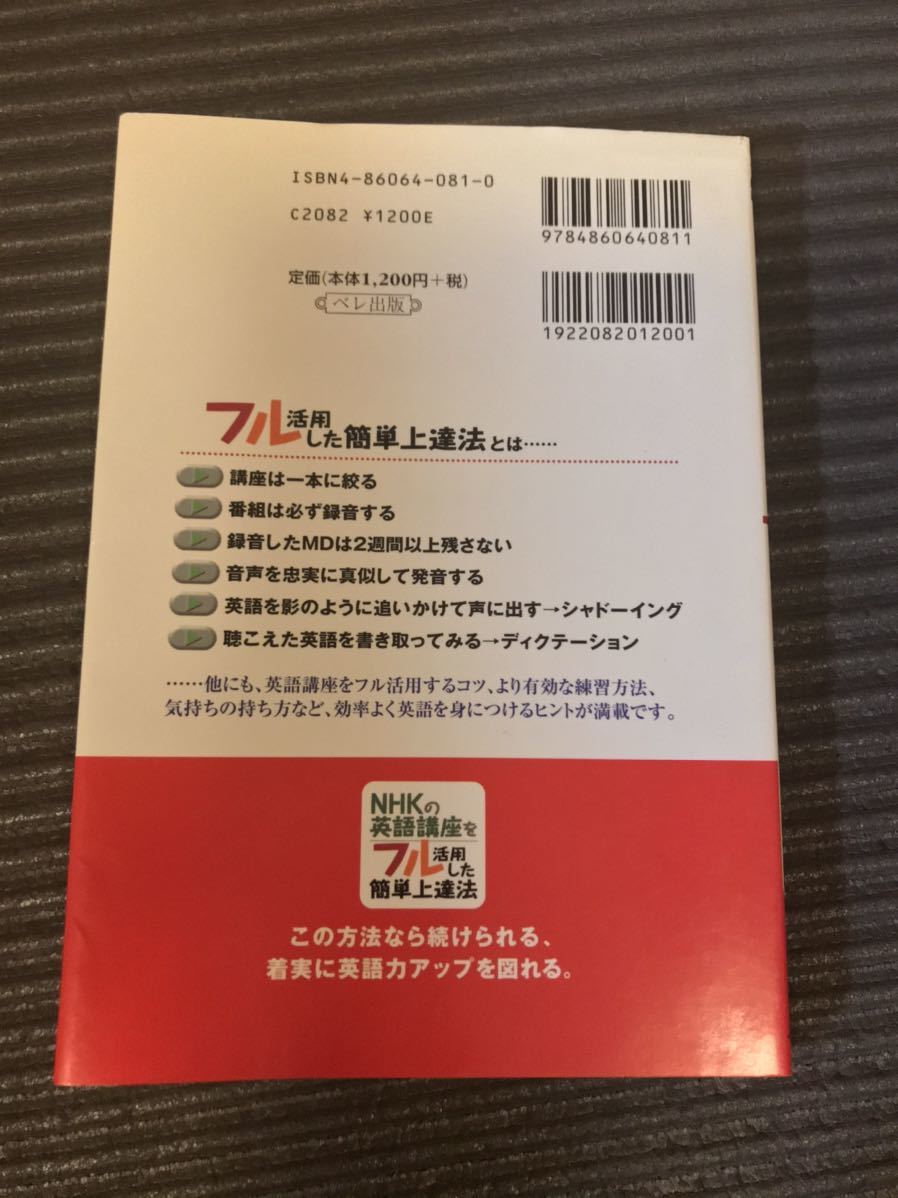 ISBN4-86064-081-0
C2082 ¥1200E
9784860640811
定価(本体1,200円+税)
ベレ出版
1922082012001
フル活用した簡単上達法とは……
講座は一本に絞る
番組は必ず録音する
録音したMDは2週間以上残さない
音声を忠実に真似して発音する
英語を影のように追いかけて声に出す→シャドーイング
聴こえた英語を書き取ってみる→ディクテーション
……他にも、英語講座をフル活用するコツ、より有効な練習方法、
気持ちの持ち方など、効率よく英語を身につけるヒントが満載です。
NHKの
英語講座を
フル活用した
簡単上達法
この方法なら続けられる、
着実に英語力アップを図れる。